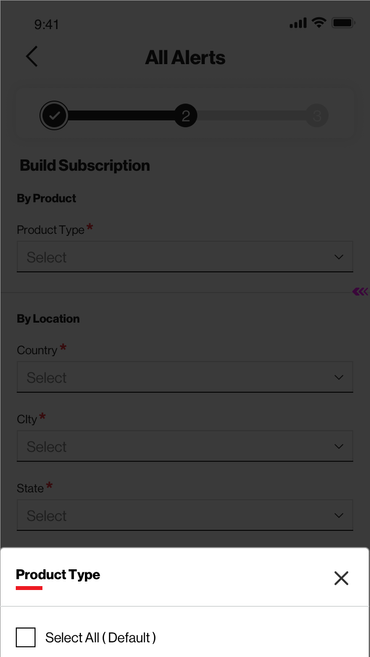 9:41
All Alerts
2
3
Build Subscription
By Product
Product Type *
Select
By Location
Country *
Select
CIty *
Select
State *
Select
Product Type
Select All ( Default )